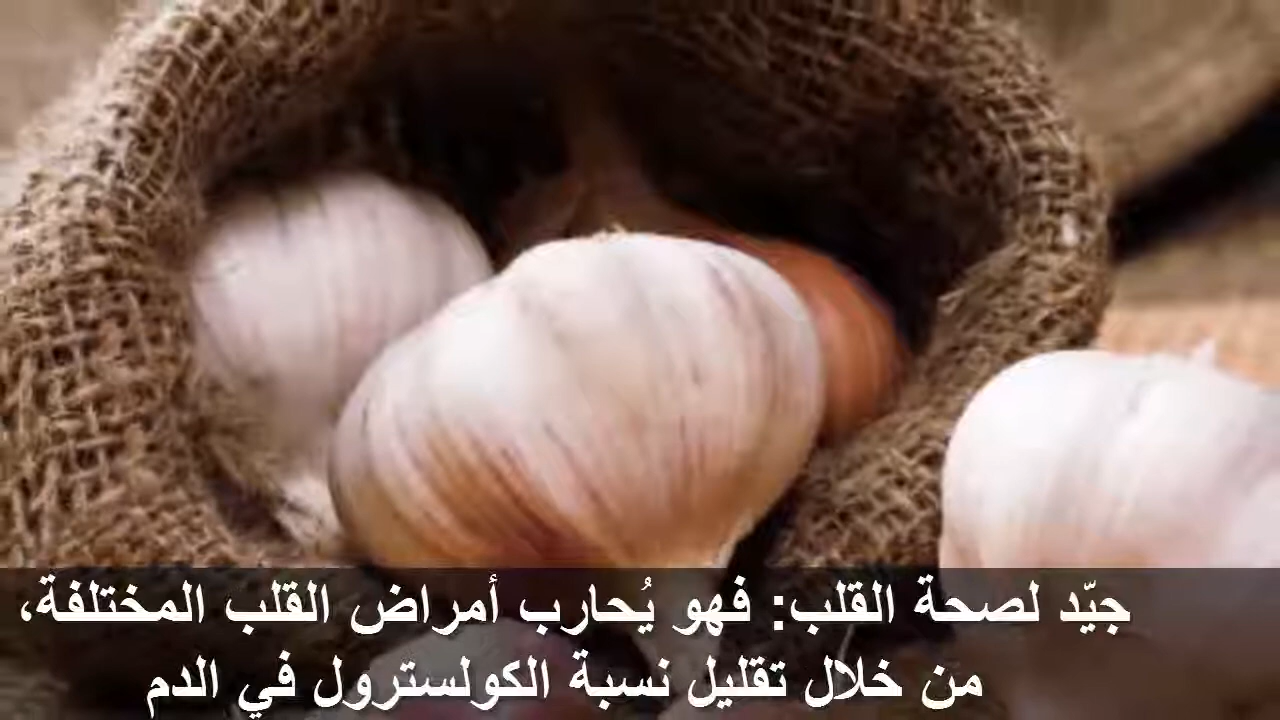 جيّد لصحة القلب: فهو يُحارب أمراض القلب المختلفة،
من خلال تقليل نسبة الكولسترول في الدم